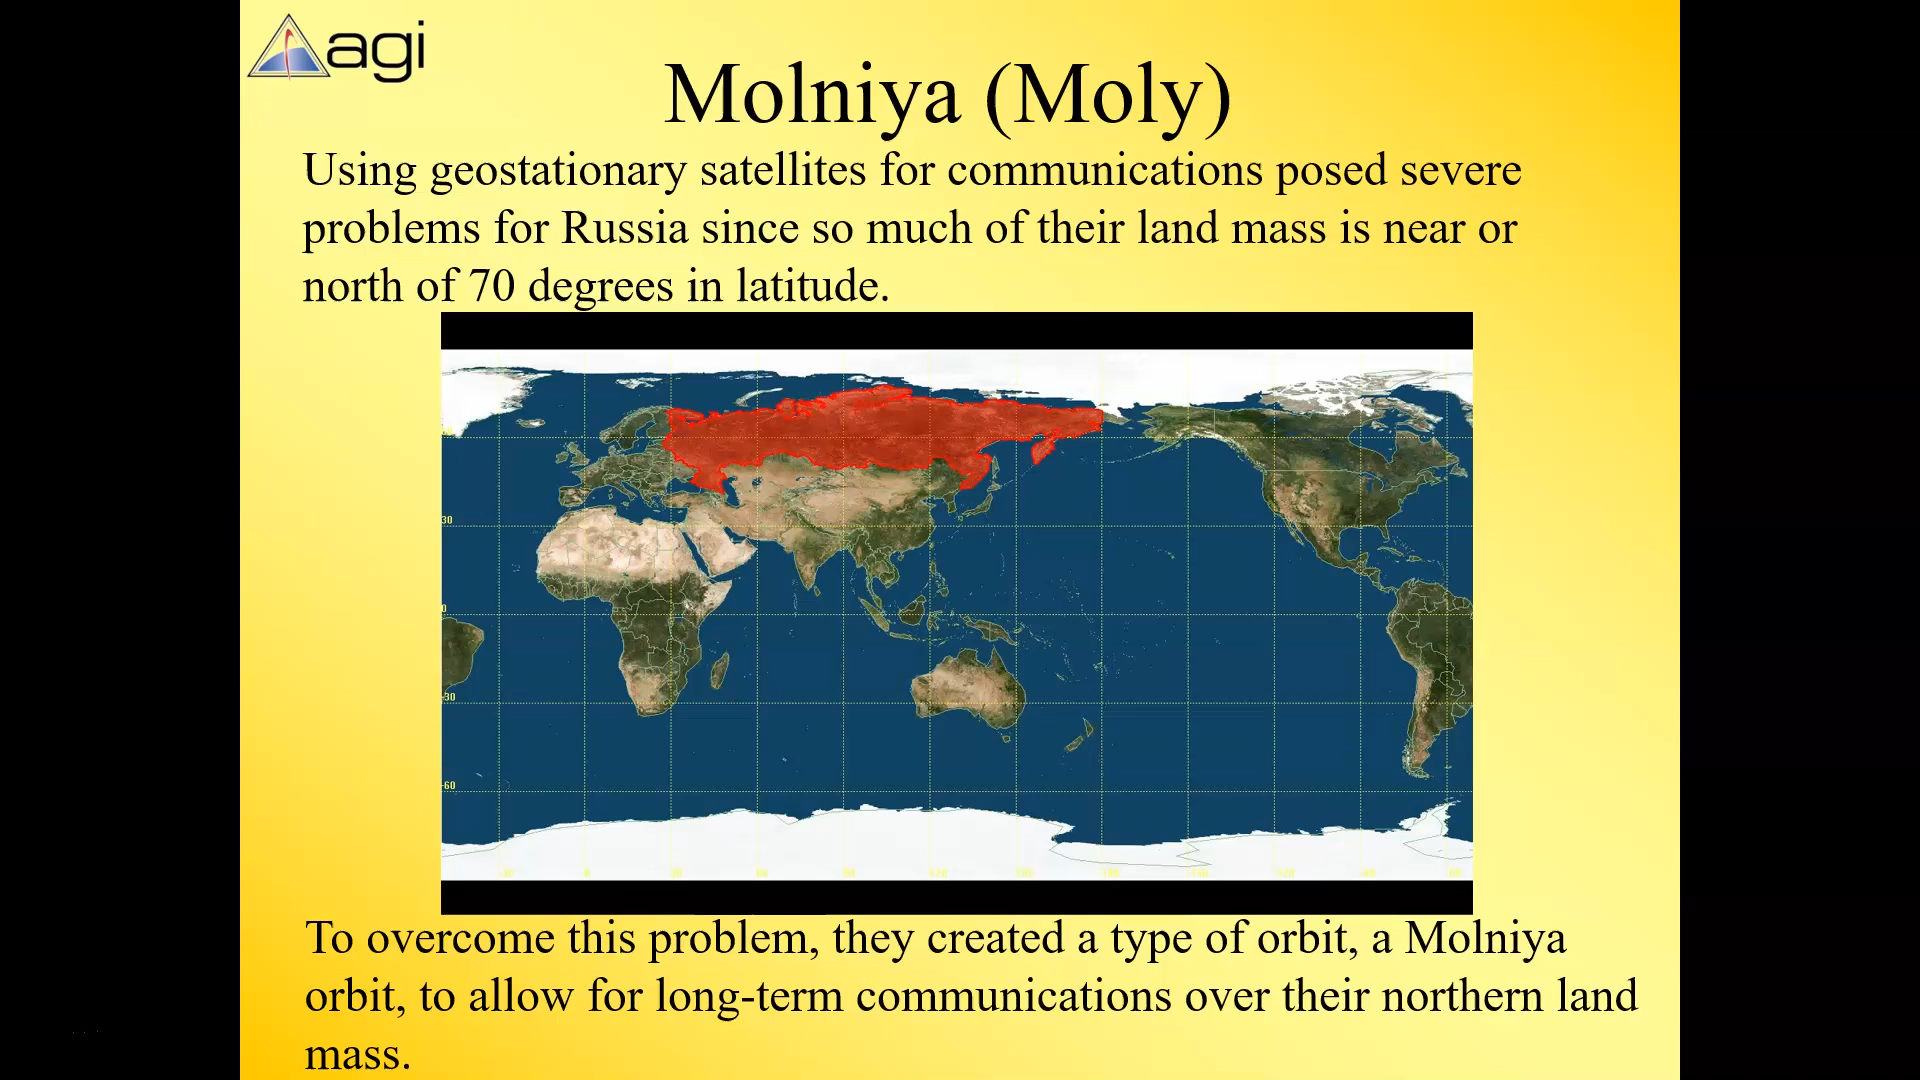 agi
Molniya (Moly)
Using geostationary satellites for communications posed severe
problems for Russia since so much of their land mass is near or
north of 70 degrees in latitude.
30
0
-30
-60
To overcome this problem, they created a type of orbit, a Molniya
orbit, to allow for long-term communications over their northern land
mass.